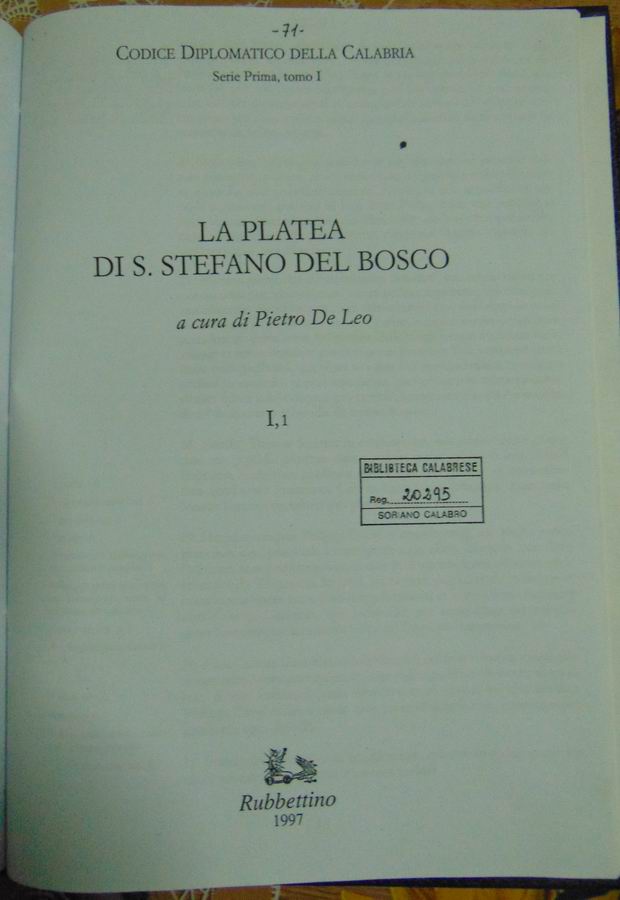 -71-
CODICE DIPLOMATICO DELLA CALABRIA
Serie Prima, tomo I
LA PLATEA
DI S. STEFANO DEL BOSCO
a cura di Pietro De Leo
I,1
BIBLIOTECA CALABRESE
Reg. 20295
SORIANO CALABRO
Rubbettino
1997